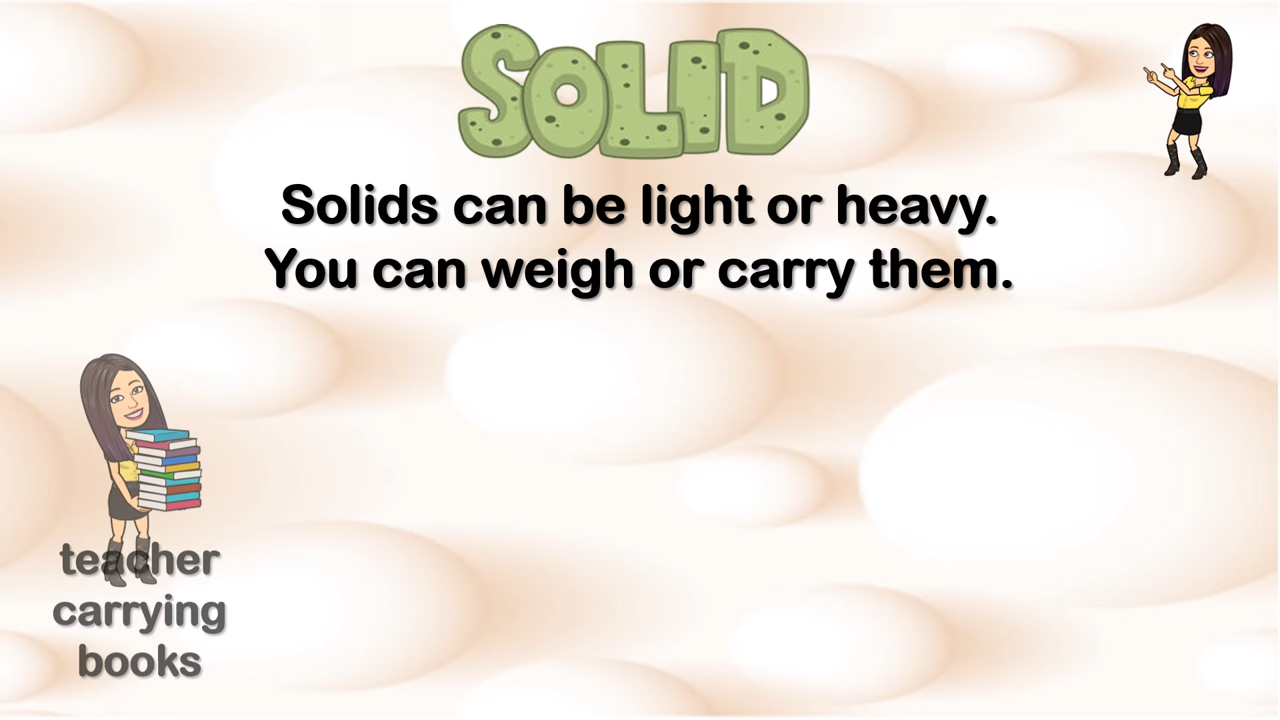 SOLID
Solids can be light or heavy.
You can weigh or carry them.
teacher
carrying
books